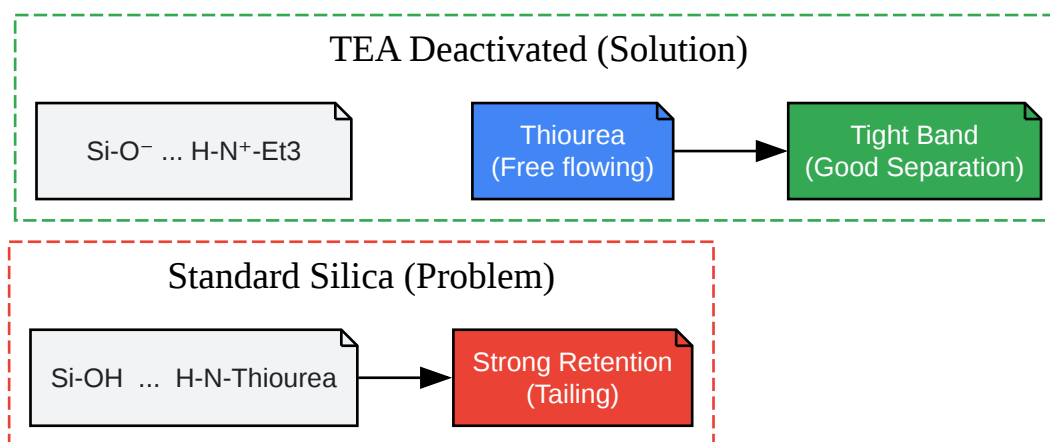 TEA Deactivated (Solution)
Si-O⁻ ... H-N⁺-Et3
Thiourea
(Free flowing)
Tight Band
(Good Separation)
Standard Silica (Problem)
Si-OH ... H-N-Thiourea
Strong Retention
(Tailing)